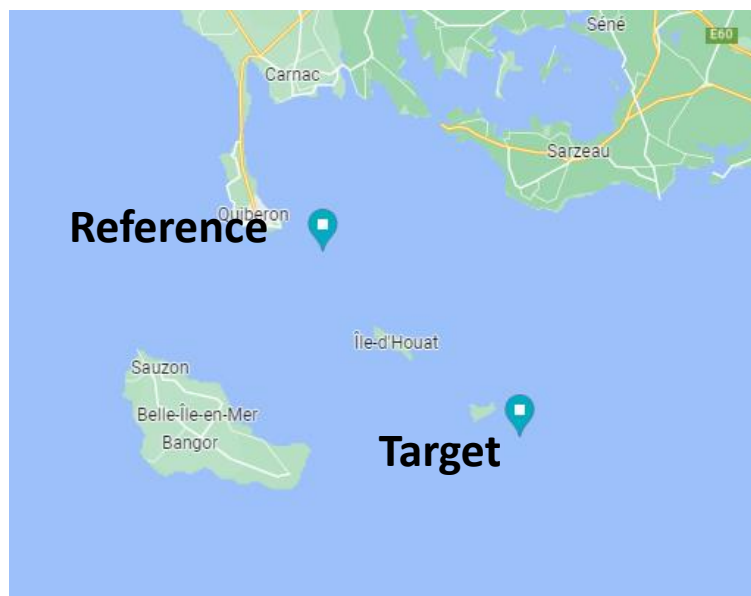 Séné
E60
Carnac
Sarzeau
Quiberon
Reference
Île-d'Houat
Sauzon
Belle-Île-en-Mer
Bangor
Target